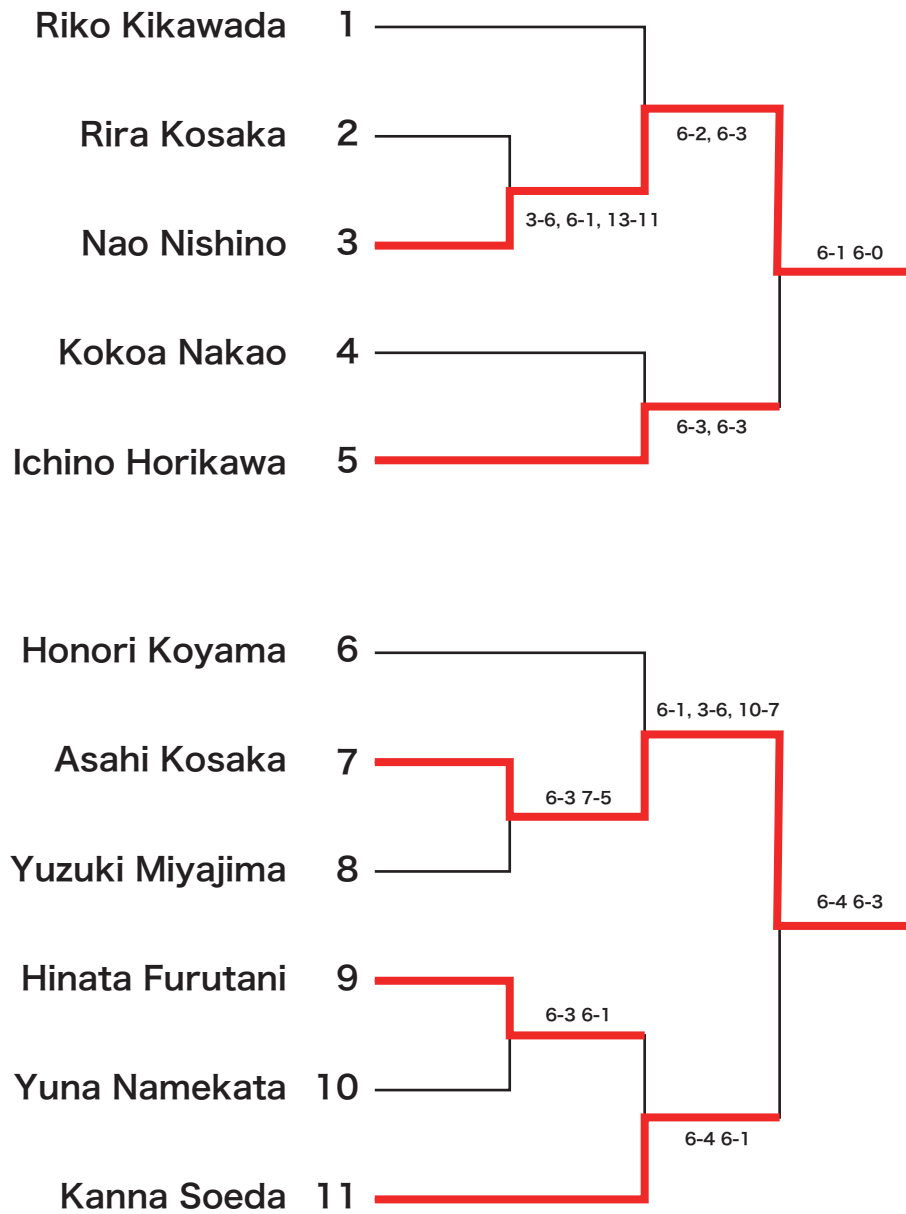 Riko Kikawada 1
Rira Kosaka 2
6-2, 6-3
3-6, 6-1, 13-11
Nao Nishino 3
6-1 6-0
Kokoa Nakao 4
6-3, 6-3
Ichino Horikawa 5
Honori Koyama 6
6-1, 3-6, 10-7
Asahi Kosaka 7
6-3 7-5
Yuzuki Miyajima 8
6-4 6-3
Hinata Furutani 9
6-3 6-1
Yuna Namekata 10
6-4 6-1
Kanna Soeda 11